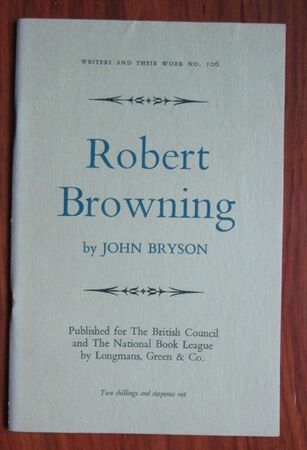 WRITERS AND THEIR WORK NO. 106
Robert
Browning
by JOHN BRYSON
Published for The British Council
and The National Book League
by Longmans, Green & Co.
Two shillings and sixpence net